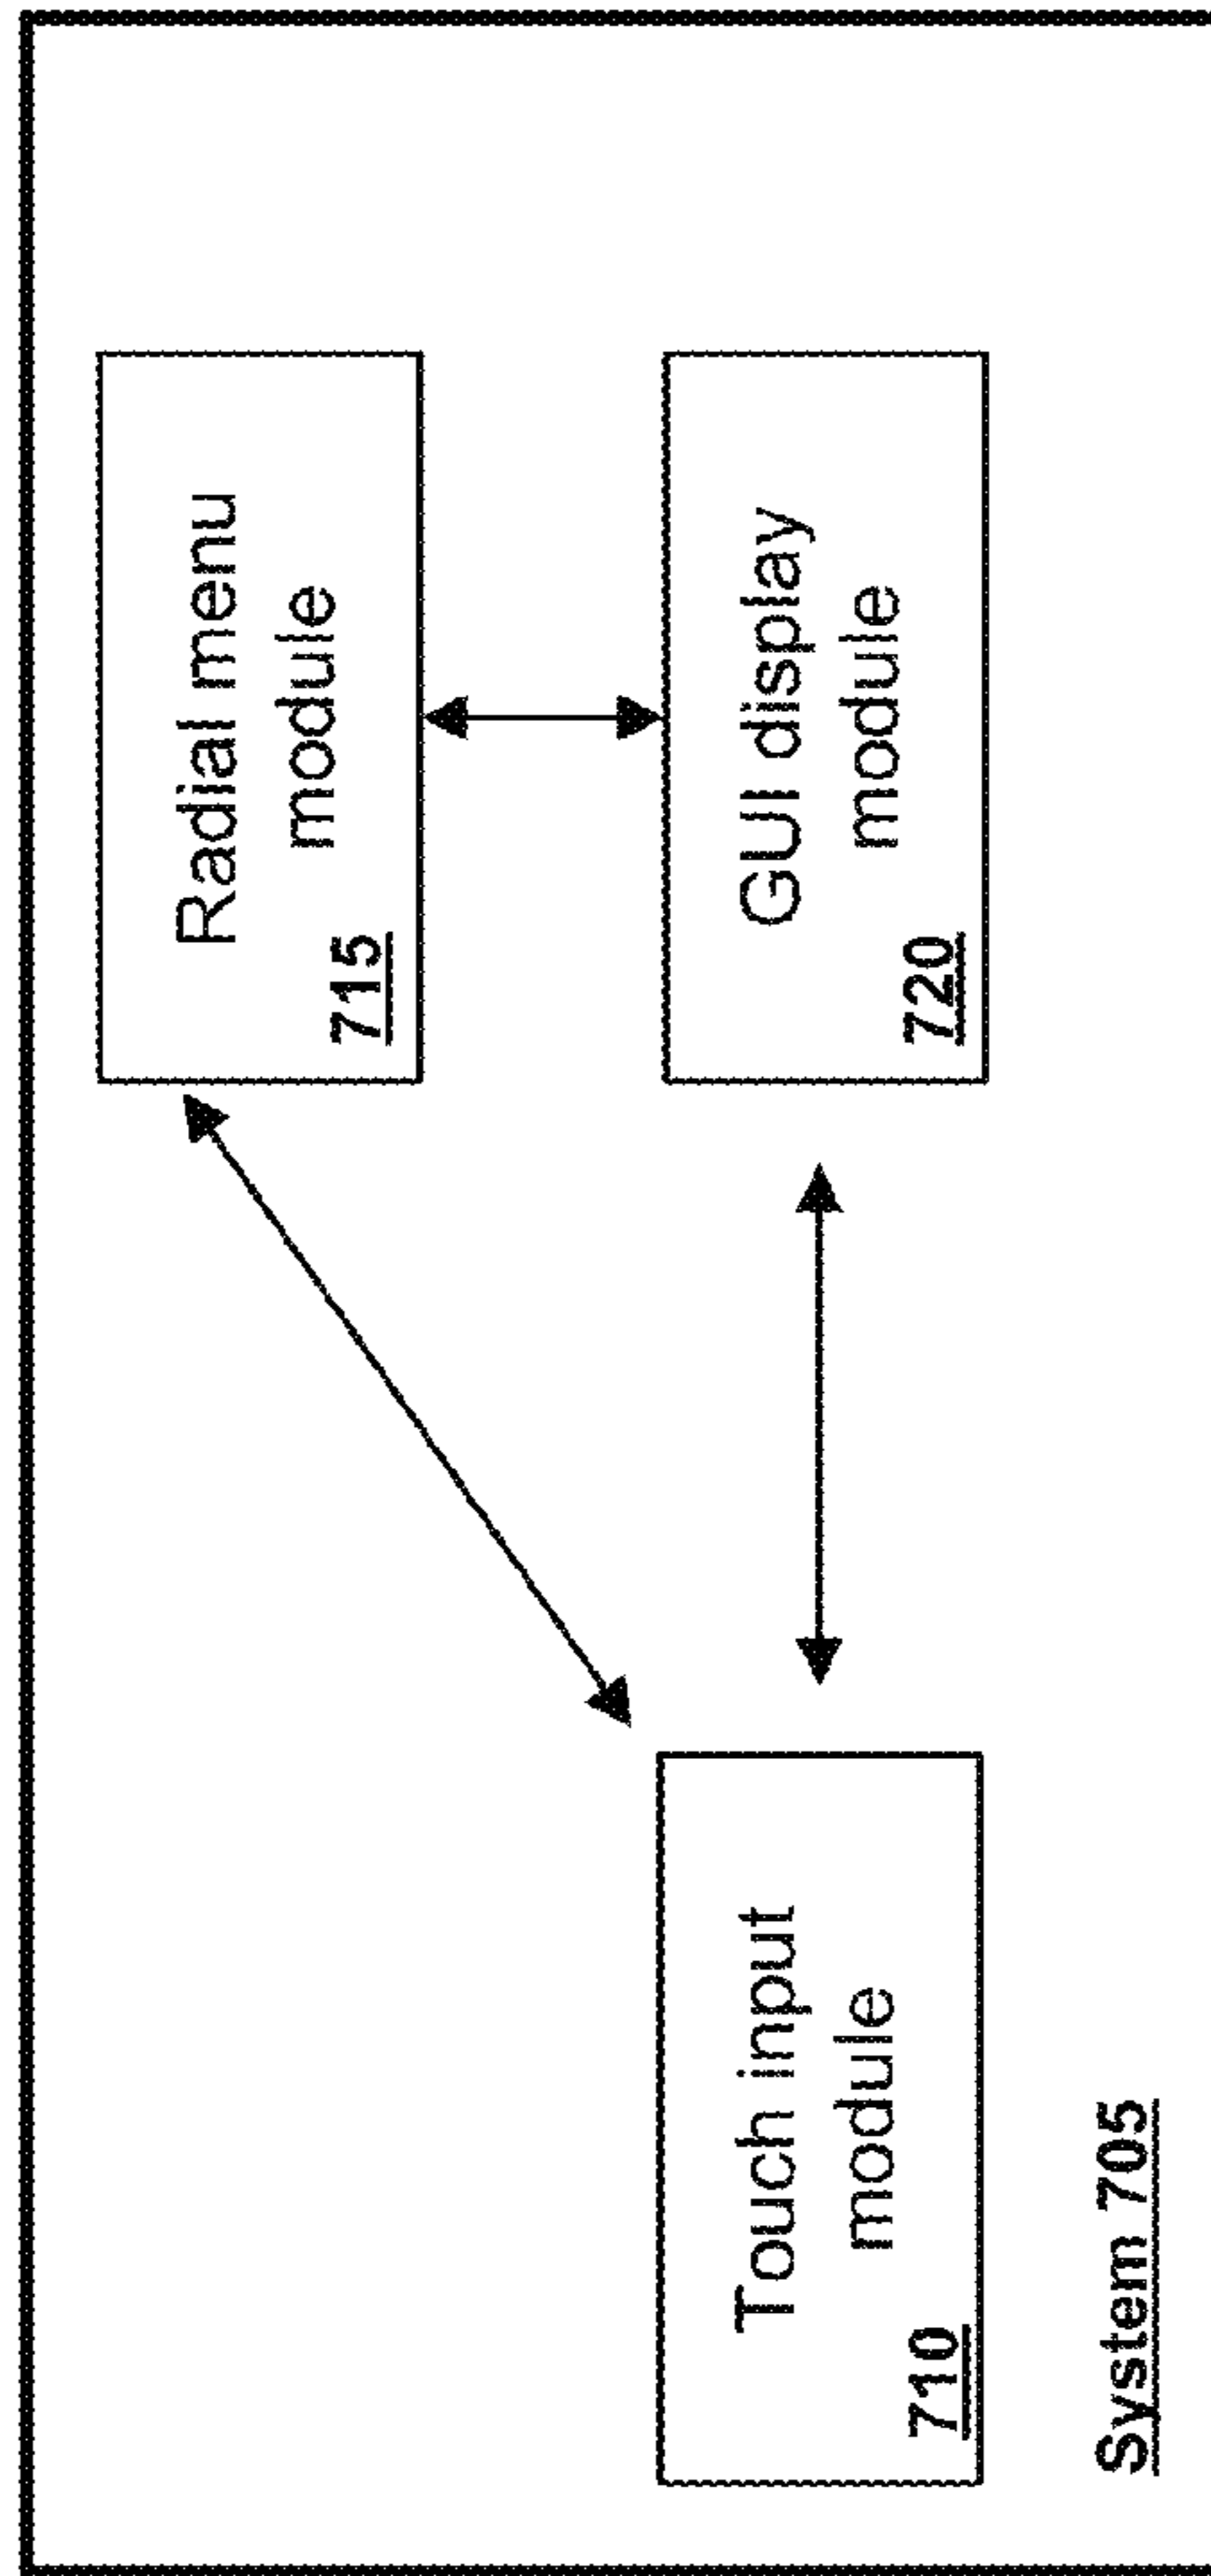 Radial menu
module
715
Touch input
module
710
GUI display
module
720
System 705